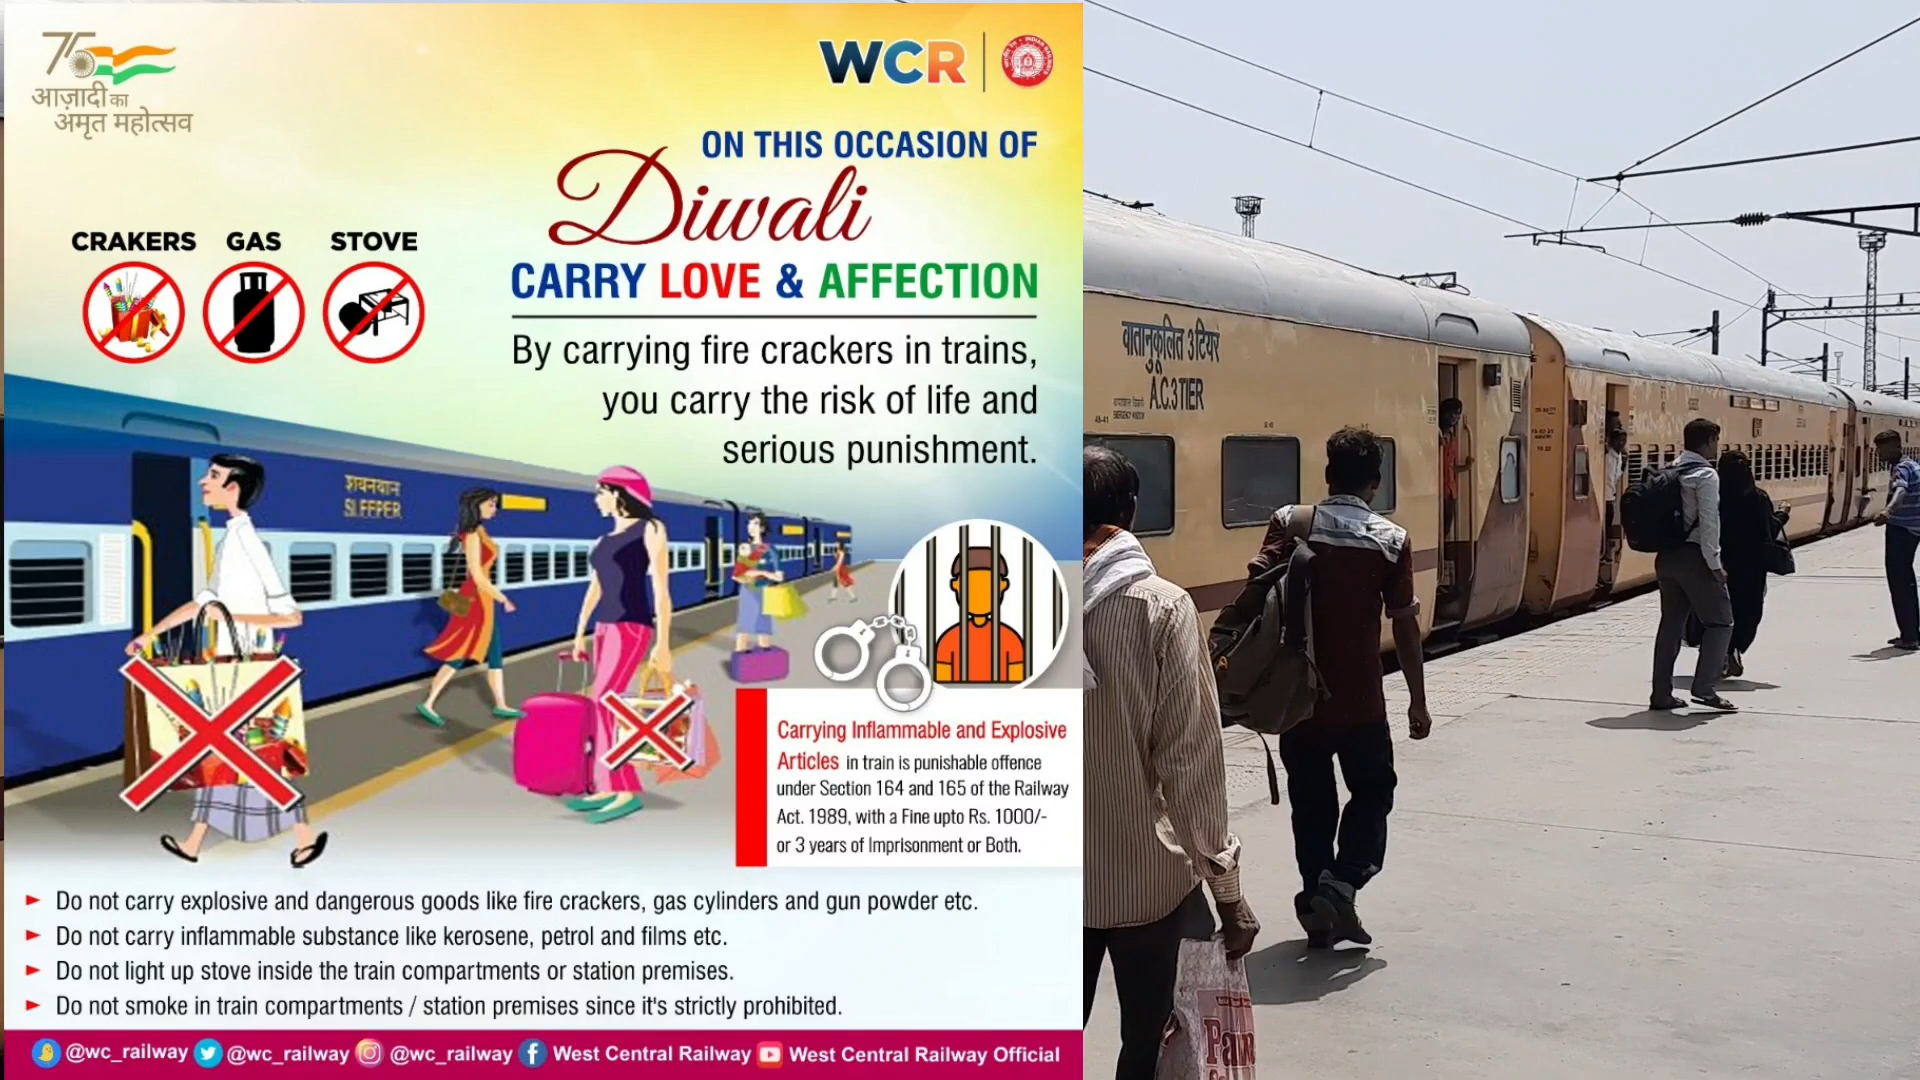 75
आज़ादी का
अमृत महोत्सव
WCR
ON THIS OCCASION OF
Diwali
CARRY LOVE & AFFECTION
By carrying fire crackers in trains,
you carry the risk of life and
serious punishment.
CRAKERS GAS STOVE
शयनयान
SLEEPER
Carrying Inflammable and Explosive
Articles in train is punishable offence
under Section 164 and 165 of the Railway
Act. 1989, with a Fine upto Rs. 1000/-
or 3 years of Imprisonment or Both.
Do not carry explosive and dangerous goods like fire crackers, gas cylinders and gun powder etc.
Do not carry inflammable substance like kerosene, petrol and films etc.
Do not light up stove inside the train compartments or station premises.
Do not smoke in train compartments / station premises since it's strictly prohibited.
@wc_railway @wc_railway @wc_railway West Central Railway West Central Railway Official
वातानुकूलित 3टियर
A.C.3TIER